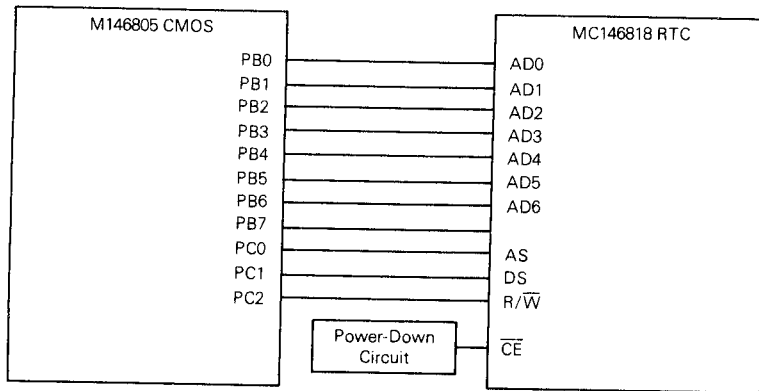 M146805 CMOS
PB0
PB1
PB2
PB3
PB4
PB5
PB6
PB7
PC0
PC1
PC2
MC146818 RTC
AD0
AD1
AD2
AD3
AD4
AD5
AD6
AS
DS
R/W̅
C̅E̅
Power-Down
Circuit